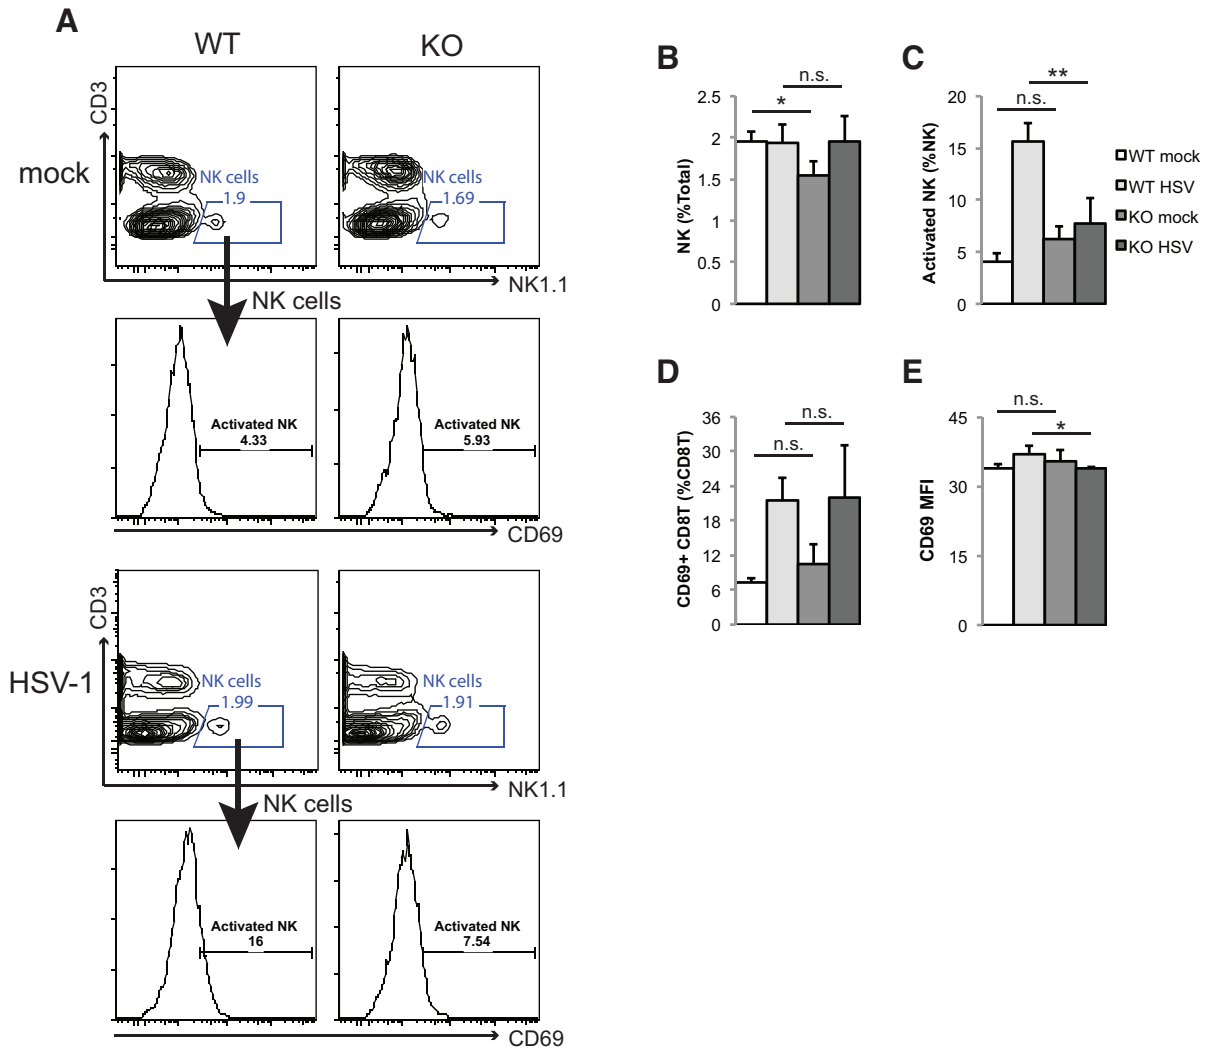 A
WT
KO
CD3
mock
NK cells
1.9
NK cells
1.69
NK1.1
NK cells
Activated NK
4.33
Activated NK
5.93
CD69
CD3
HSV-1
NK cells
1.99
NK cells
1.91
NK1.1
NK cells
Activated NK
16
Activated NK
7.54
CD69
B
n.s.
*
2.5
2
1.5
1
0.5
0
NK (%Total)
C
**
n.s.
20
15
10
5
0
Activated NK (%NK)
WT mock
WT HSV
KO mock
KO HSV
D
n.s.
n.s.
36
30
24
18
12
6
0
CD69+ CD8T (%CD8T)
E
n.s.
*
45
30
15
0
CD69 MFI